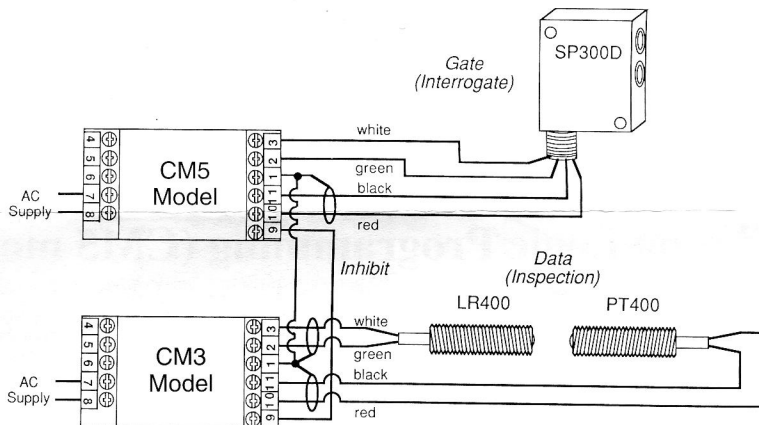 Gate
(Interrogate)
SP300D
4
5
6
7
8
CM5
Model
3
2
1
11
10
9
white
green
black
red
AC
Supply
Inhibit
Data
(Inspection)
LR400
PT400
4
5
6
7
8
CM3
Model
3
2
1
11
10
9
white
green
black
red
AC
Supply